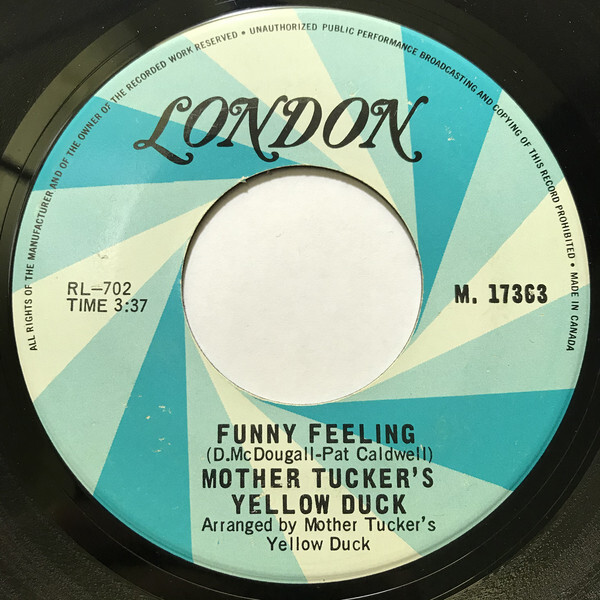 ALL RIGHTS OF THE MANUFACTURER AND OF THE OWNER OF THE RECORDED WORK RESERVED • UNAUTHORIZED PUBLIC PERFORMANCE BROADCASTING AND COPYING OF THIS RECORD PROHIBITED • MADE IN CANADA
LONDON
RL-702
TIME 3:37
M. 17363
FUNNY FEELING
(D.McDougall-Pat Caldwell)
MOTHER TUCKER'S
YELLOW DUCK
Arranged by Mother Tucker's
Yellow Duck